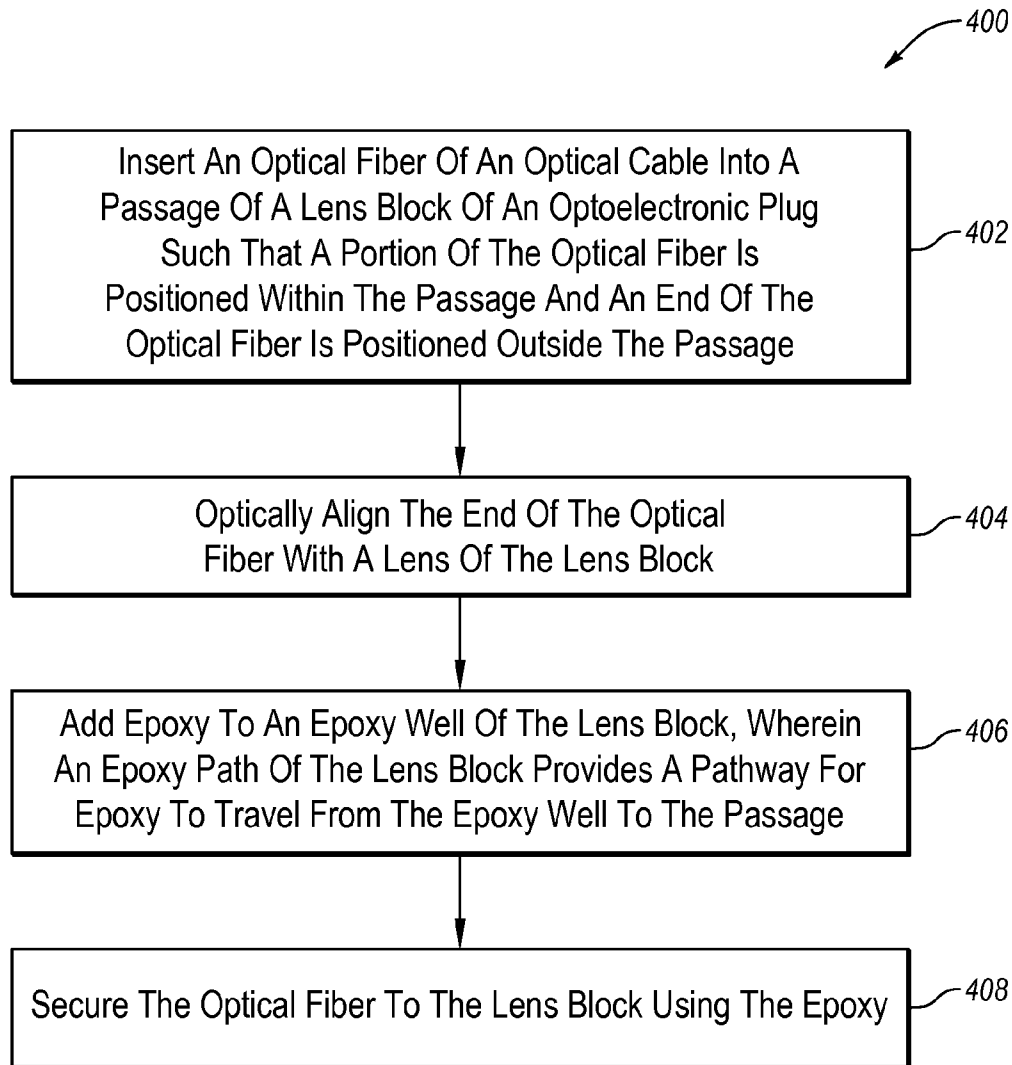 400
Insert An Optical Fiber Of An Optical Cable Into A
Passage Of A Lens Block Of An Optoelectronic Plug
Such That A Portion Of The Optical Fiber Is
Positioned Within The Passage And An End Of The
Optical Fiber Is Positioned Outside The Passage
402
Optically Align The End Of The Optical
Fiber With A Lens Of The Lens Block
404
Add Epoxy To An Epoxy Well Of The Lens Block, Wherein
An Epoxy Path Of The Lens Block Provides A Pathway For
Epoxy To Travel From The Epoxy Well To The Passage
406
Secure The Optical Fiber To The Lens Block Using The Epoxy
408